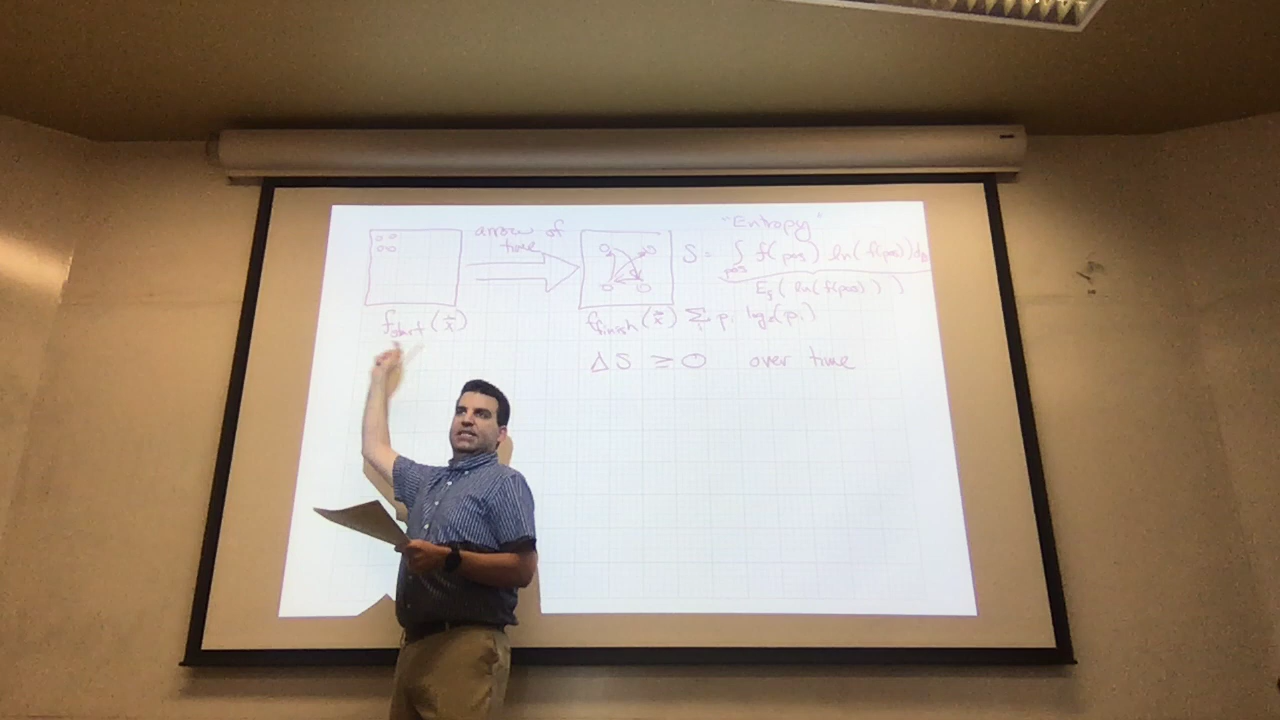 "Entropy"
arrow of time
S = ∫pos f(pos) ln(f(pos)) dp
E_f(ln(f(pos)))
f_start(x⃗)
f_finish(x⃗) Σ_i p_i log₂(p_i)
ΔS ≥ 0 over time